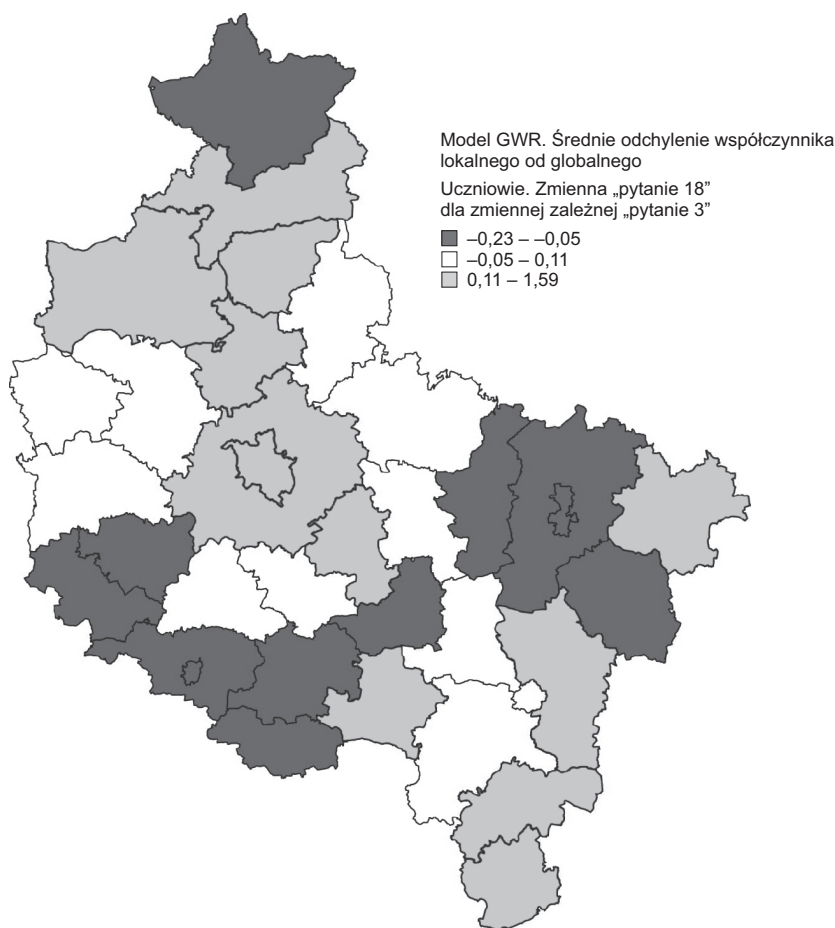 Model GWR. Średnie odchylenie współczynnika
lokalnego od globalnego
Uczniowie. Zmienna „pytanie 18”
dla zmiennej zależnej „pytanie 3”
–0,23 – –0,05
–0,05 – 0,11
0,11 – 1,59